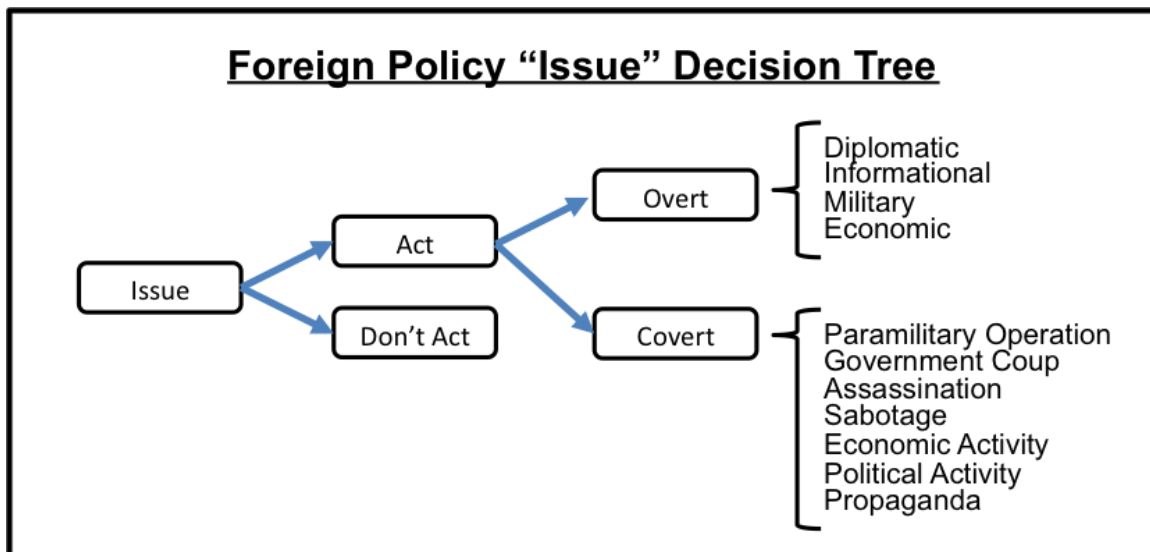 Foreign Policy “Issue” Decision Tree
Issue
Act
Don’t Act
Overt
Covert
Diplomatic
Informational
Military
Economic
Paramilitary Operation
Government Coup
Assassination
Sabotage
Economic Activity
Political Activity
Propaganda